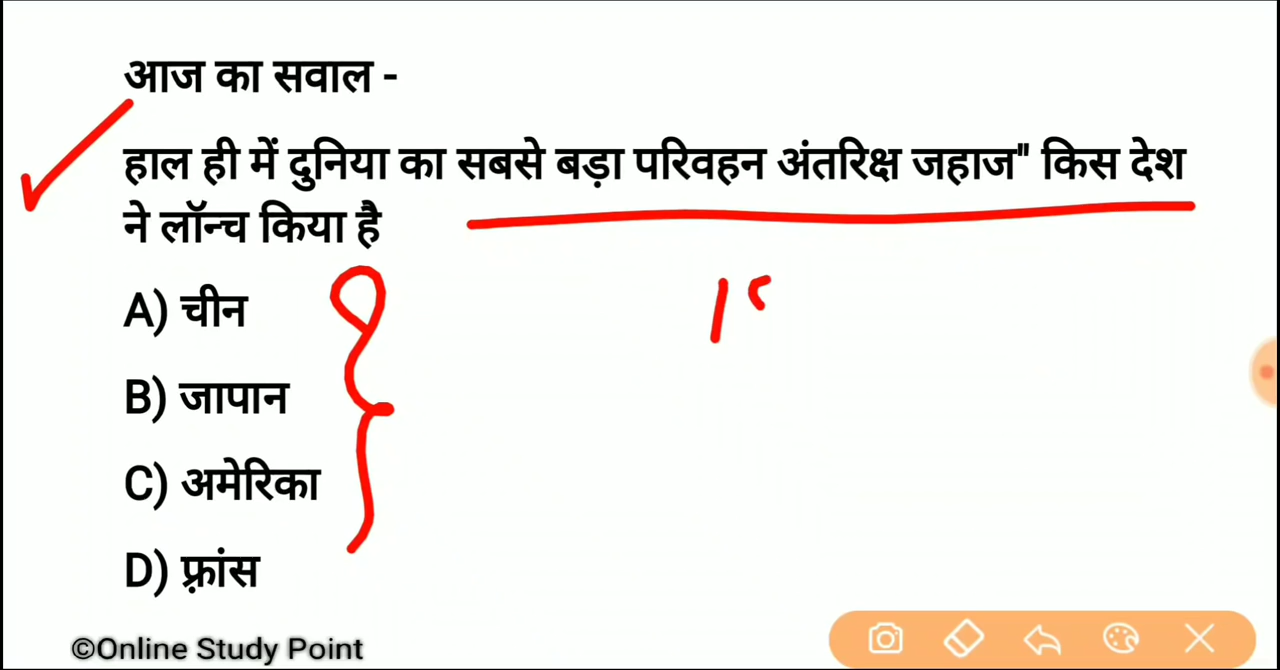 आज का सवाल -
हाल ही में दुनिया का सबसे बड़ा परिवहन अंतरिक्ष जहाज" किस देश
ने लॉन्च किया है
A) चीन
B) जापान
C) अमेरिका
D) फ़्रांस
©Online Study Point